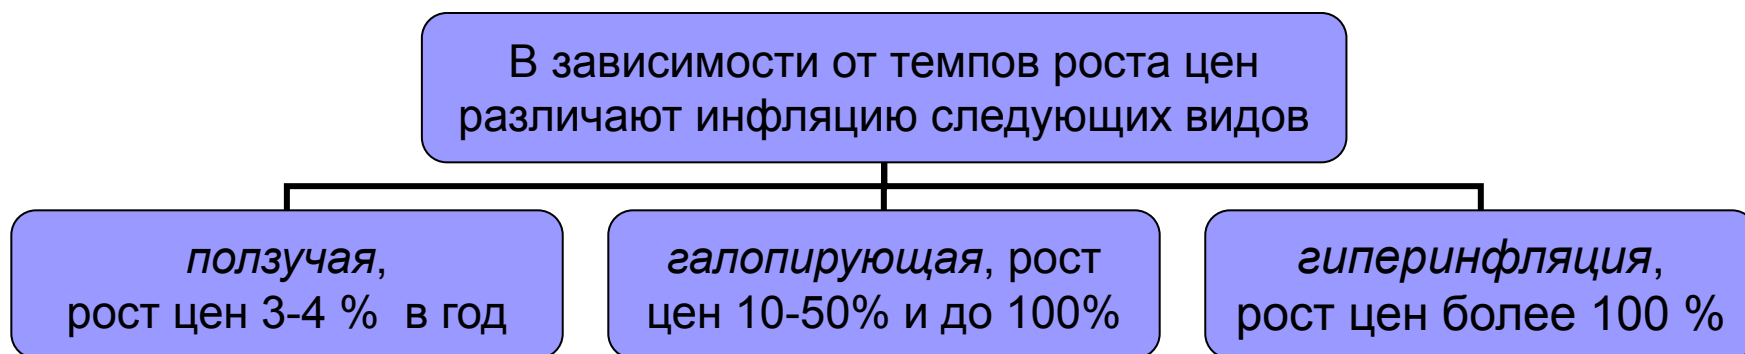 В зависимости от темпов роста цен
различают инфляцию следующих видов
ползучая,
рост цен 3-4 % в год
галопирующая, рост
цен 10-50% и до 100%
гиперинфляция,
рост цен более 100 %